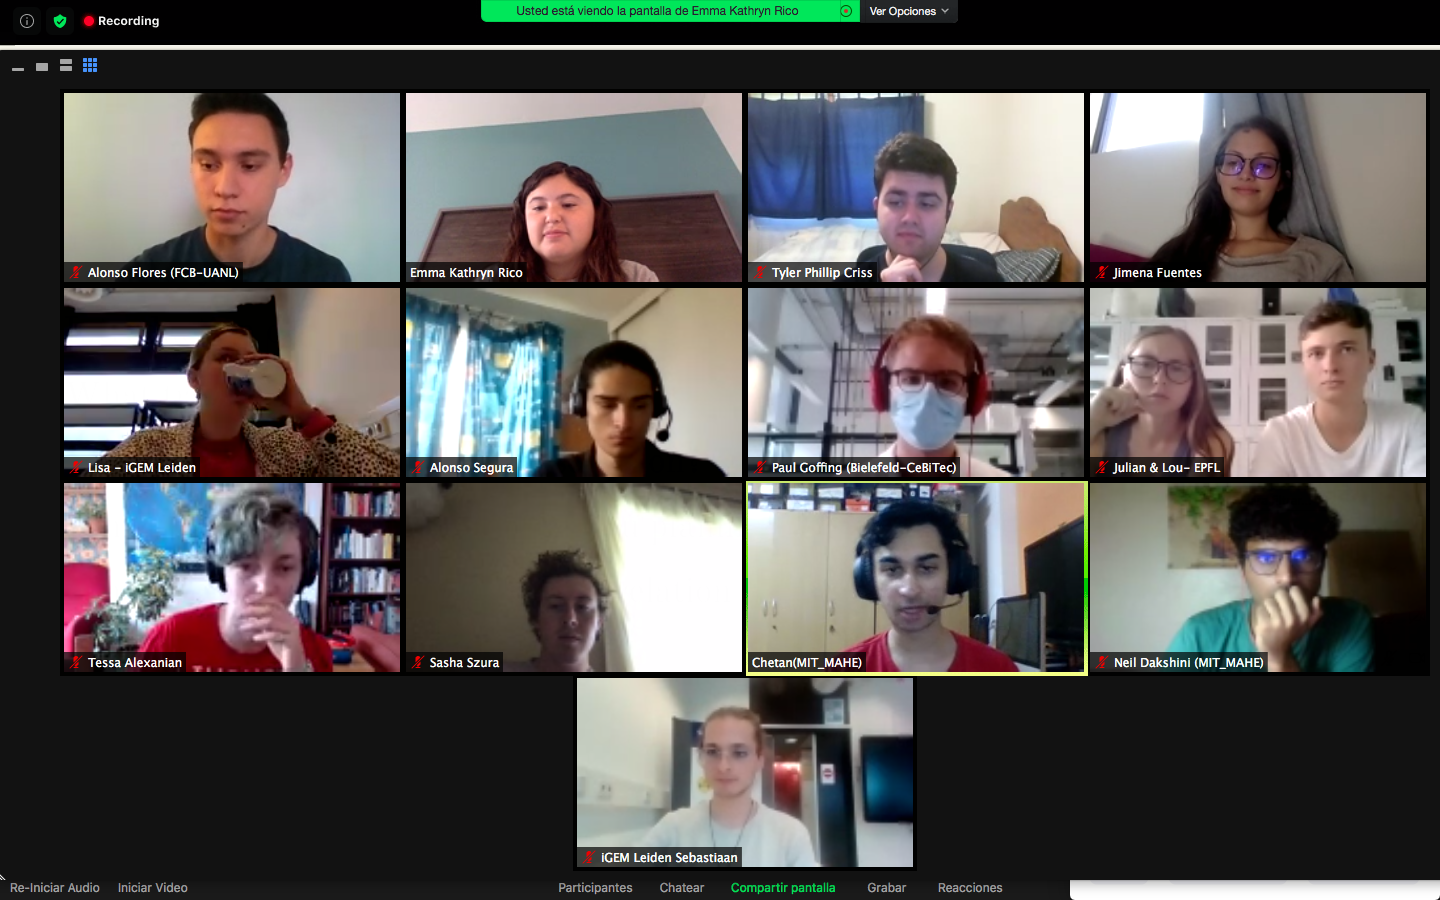 Recording
Usted está viendo la pantalla de Emma Kathryn Rico
Ver Opciones
Alonso Flores (FCB-UANL)
Emma Kathryn Rico
Tyler Phillip Criss
Jimena Fuentes
Lisa - iGEM Leiden
Alonso Segura
Paul Goffing (Bielefeld-CeBiTec)
Julian & Lou- EPFL
Tessa Alexanian
Sasha Szura
Chetan(MIT_MAHE)
Neil Dakshini (MIT_MAHE)
iGEM Leiden Sebastiaan
Re-Iniciar Audio
Iniciar Video
Participantes
Chatear
Compartir pantalla
Grabar
Reacciones